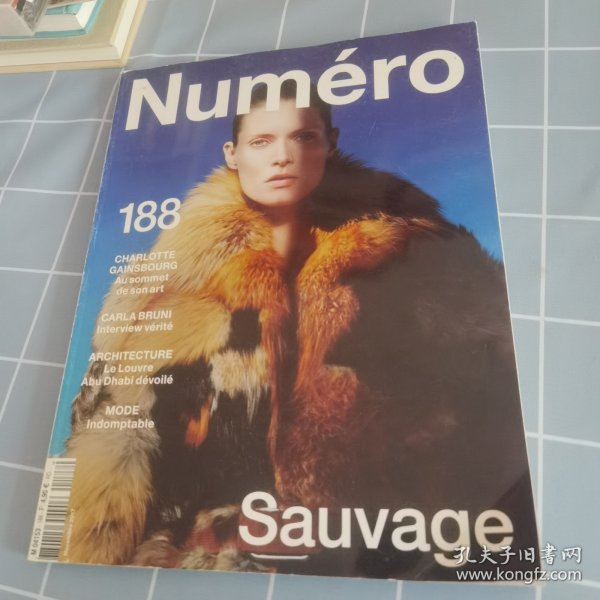 Numéro
188
CHARLOTTE
GAINSBOURG
Au sommet
de son art
CARLA BRUNI
Interview vérité
ARCHITECTURE
Le Louvre
Abu Dhabi dévoilé
MODE
Indomptable
Sauvage
孔夫子旧书网
www.kongfz.com